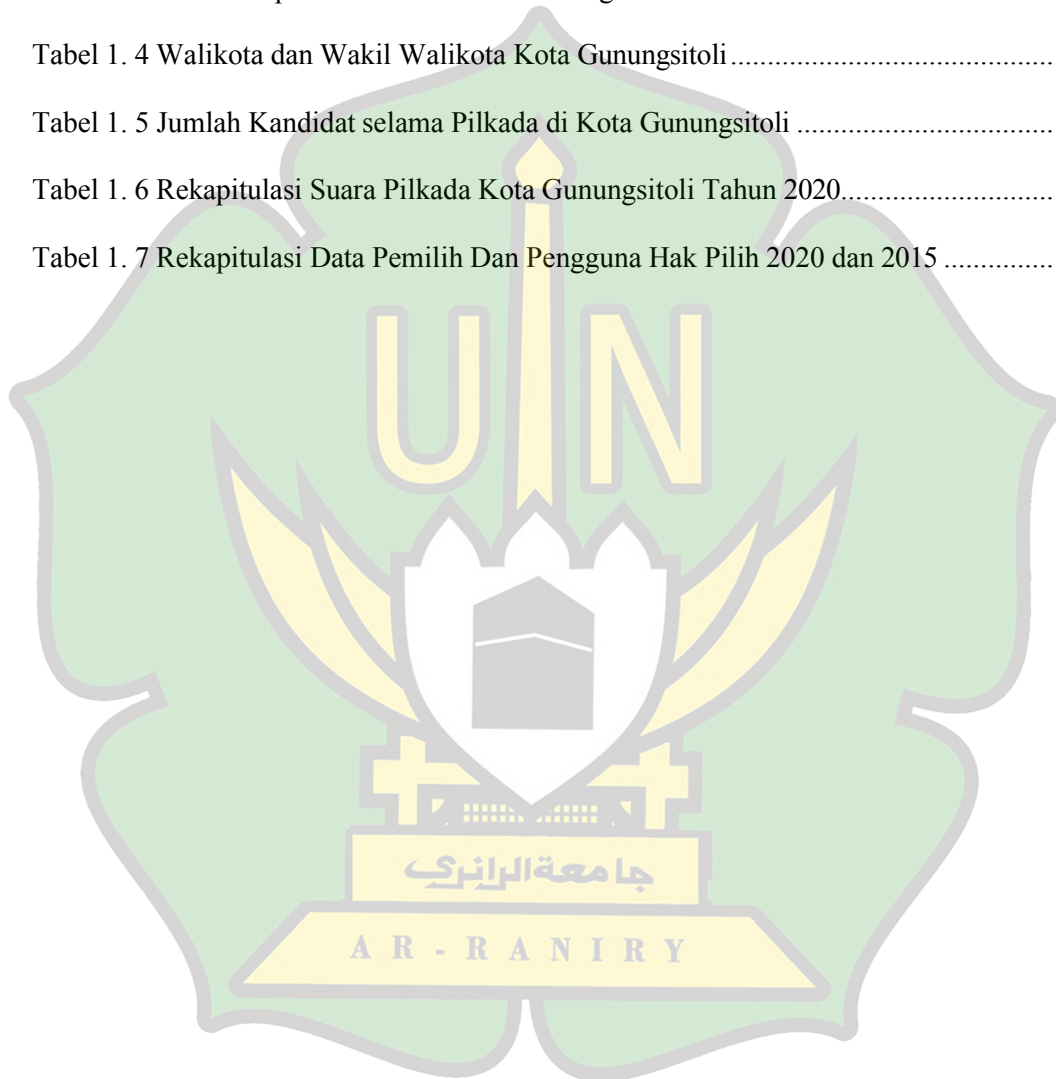 Tabel 1. 4 Walikota dan Wakil Walikota Kota Gunungsitoli...........................................
Tabel 1. 5 Jumlah Kandidat selama Pilkada di Kota Gunungsitoli ..................................
Tabel 1. 6 Rekapitulasi Suara Pilkada Kota Gunungsitoli Tahun 2020............................
Tabel 1. 7 Rekapitulasi Data Pemilih Dan Pengguna Hak Pilih 2020 dan 2015 ...............
UIN
جامعةالرانري
AR-RANIRY